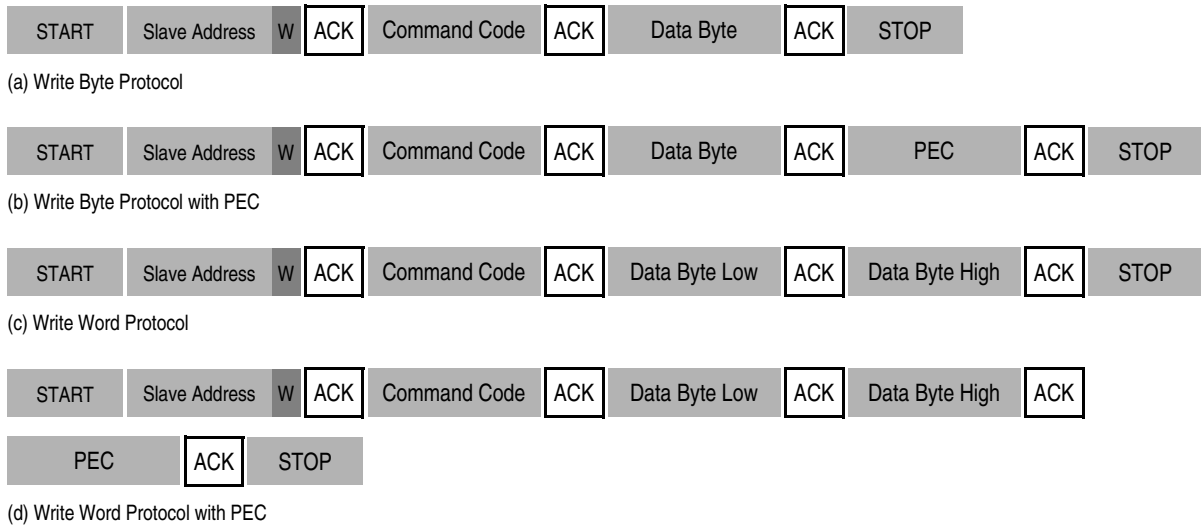 START Slave Address W ACK Command Code ACK Data Byte ACK STOP
(a) Write Byte Protocol
START Slave Address W ACK Command Code ACK Data Byte ACK PEC ACK STOP
(b) Write Byte Protocol with PEC
START Slave Address W ACK Command Code ACK Data Byte Low ACK Data Byte High ACK STOP
(c) Write Word Protocol
START Slave Address W ACK Command Code ACK Data Byte Low ACK Data Byte High ACK
PEC ACK STOP
(d) Write Word Protocol with PEC